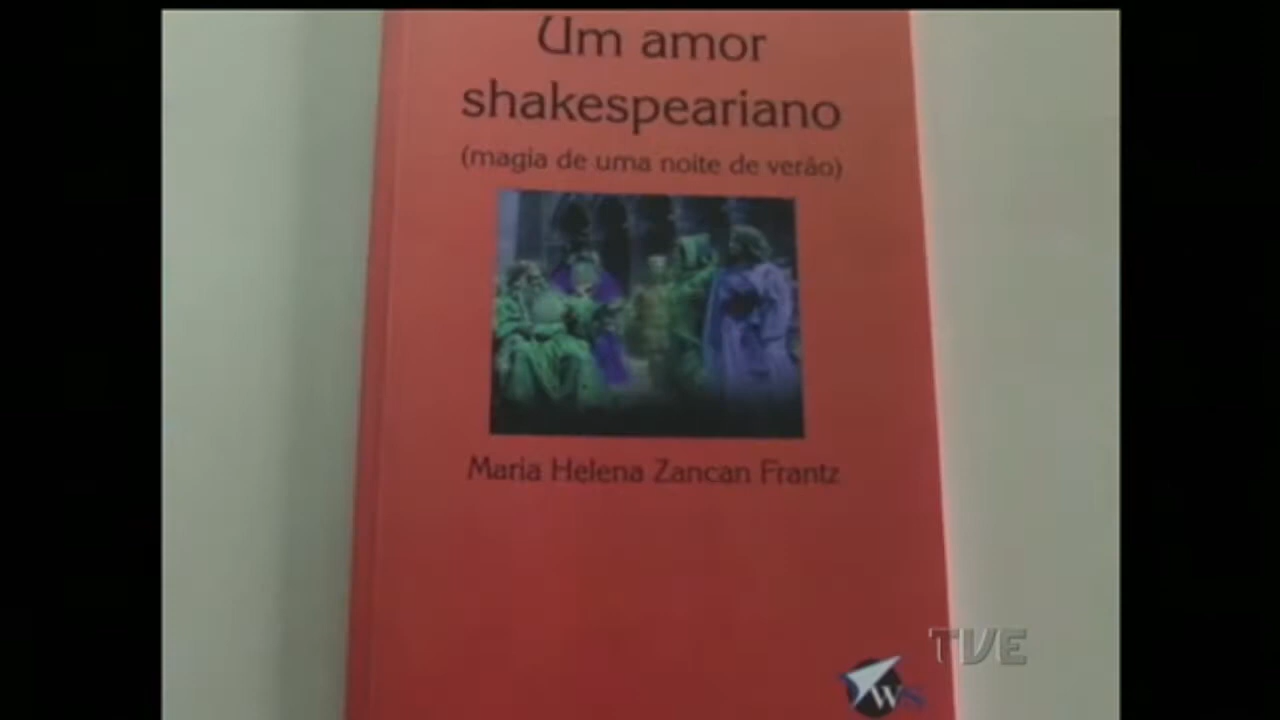 Um amor
shakespeariano
(magia de uma noite de verão)
Maria Helena Zancan Frantz
TVE